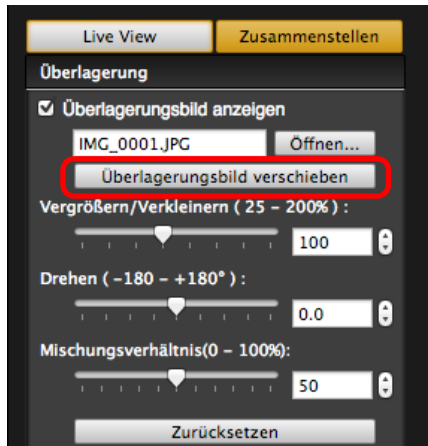 Live View Zusammenstellen
Überlagerung
Überlagerungsbild anzeigen
IMG_0001.JPG Öffnen...
Überlagerungsbild verschieben
Vergrößern/Verkleinern ( 25 – 200% ) :
100
Drehen ( –180 – +180° ) :
0.0
Mischungsverhältnis(0 – 100%):
50
Zurücksetzen